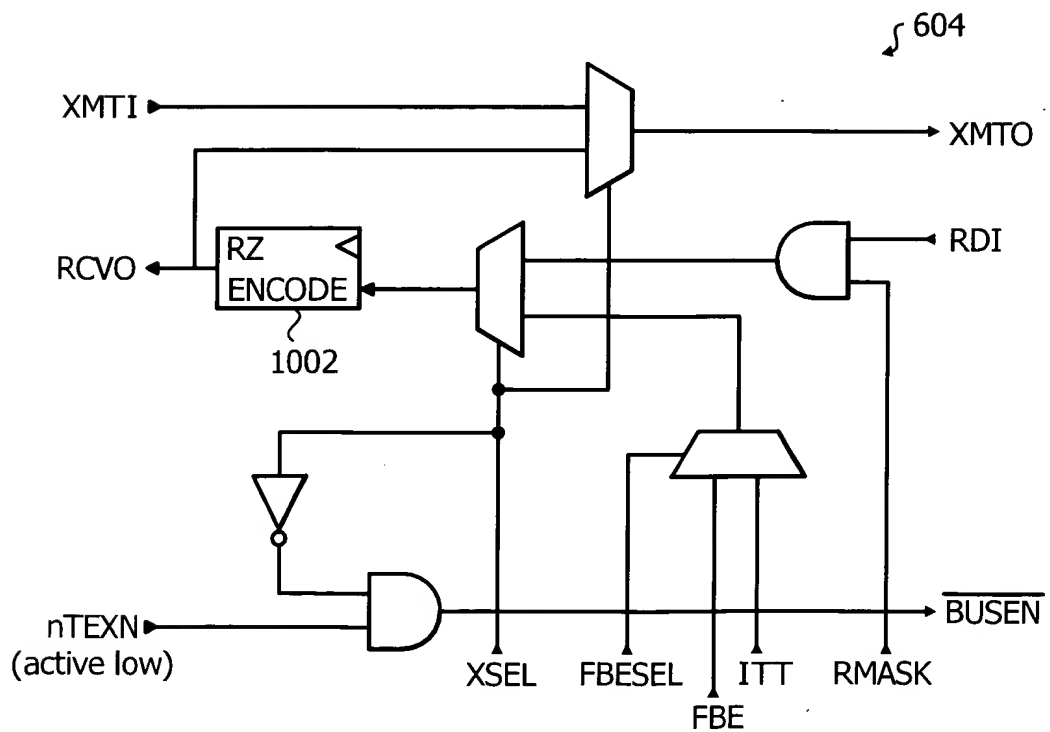 604
XMTI
XMTO
RZ
RDI
RCVO
ENCODE
1002
nTEXN
(active low)
BUSEN
XSEL
FBESEL
ITT
RMASK
FBE